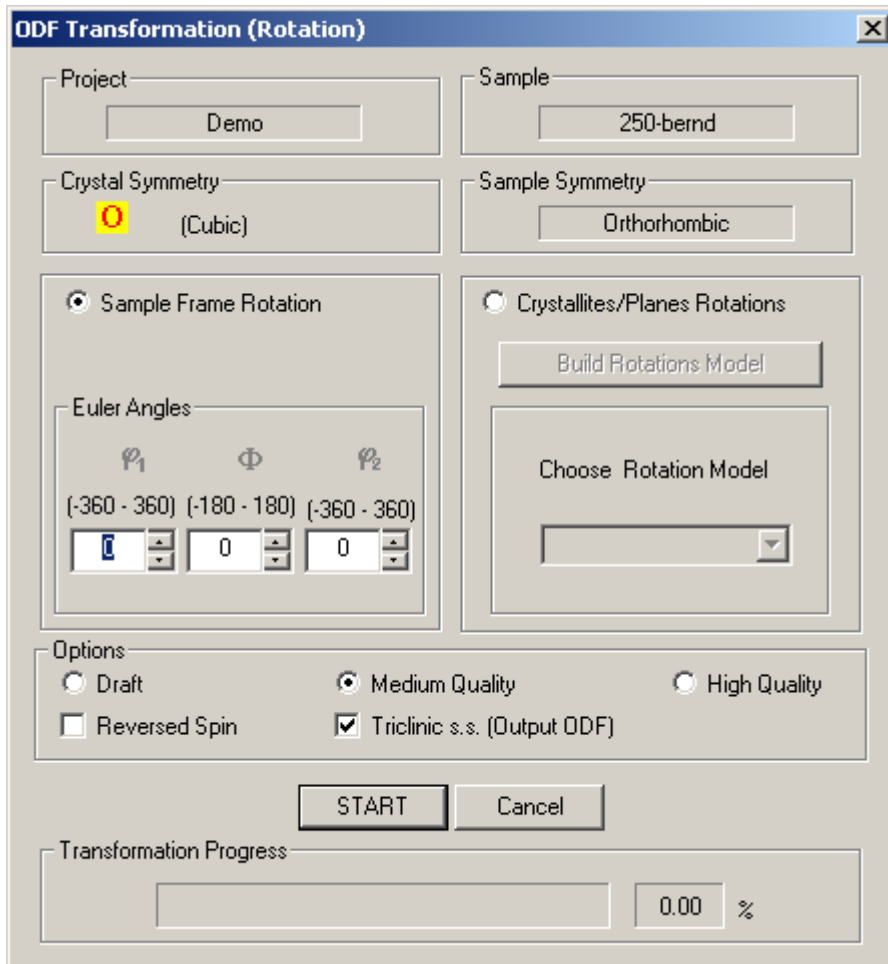 ODF Transformation (Rotation)
Project
Demo
Sample
250-bernd
Crystal Symmetry
O (Cubic)
Sample Symmetry
Orthorhombic
Sample Frame Rotation
Euler Angles
φ1 Φ φ2
(-360 - 360) (-180 - 180) (-360 - 360)
0 0 0
Crystallites/Planes Rotations
Build Rotations Model
Choose Rotation Model
Options
Draft Medium Quality High Quality
Reversed Spin Triclinic s.s. (Output ODF)
START Cancel
Transformation Progress
0.00 %